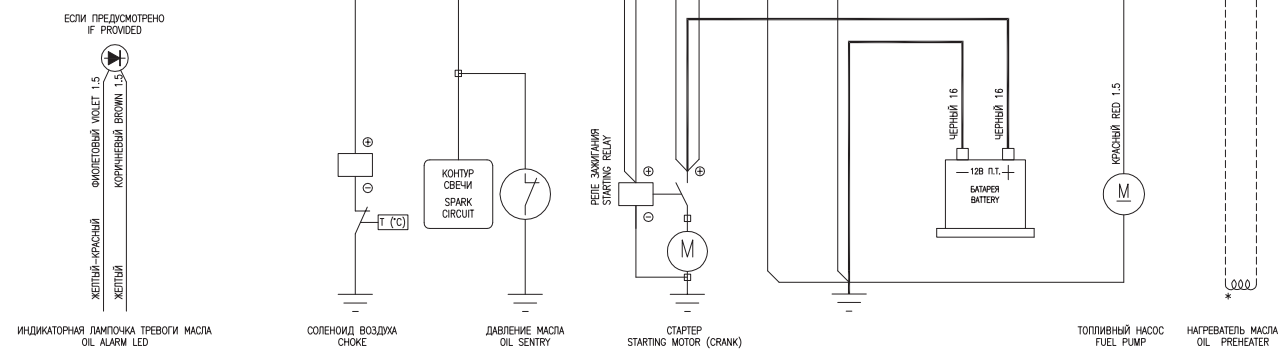 ЕСЛИ ПРЕДУСМОТРЕНО
IF PROVIDED
ФИОЛЕТОВЫЙ VIOLET 1.5
КОРИЧНЕВЫЙ BROWN 1.5
ЖЕЛТЫЙ-КРАСНЫЙ
ЖЕЛТЫЙ
ИНДИКАТОРНАЯ ЛАМПОЧКА ТРЕВОГИ МАСЛА
OIL ALARM LED
+
−
T (°C)
СОЛЕНОИД ВОЗДУХА
CHOKE
КОНТУР
СВЕЧИ
SPARK
CIRCUIT
ДАВЛЕНИЕ МАСЛА
OIL SENTRY
РЕЛЕ ЗАЖИГАНИЯ
STARTING RELAY
+
−
+
M
СТАРТЕР
STARTING MOTOR (CRANK)
ЧЕРНЫЙ 16
ЧЕРНЫЙ 16
— 12В П.Т. +
БАТАРЕЯ
BATTERY
КРАСНЫЙ RED 1.5
M
ТОПЛИВНЫЙ НАСОС
FUEL PUMP
*
НАГРЕВАТЕЛЬ МАСЛА
OIL PREHEATER